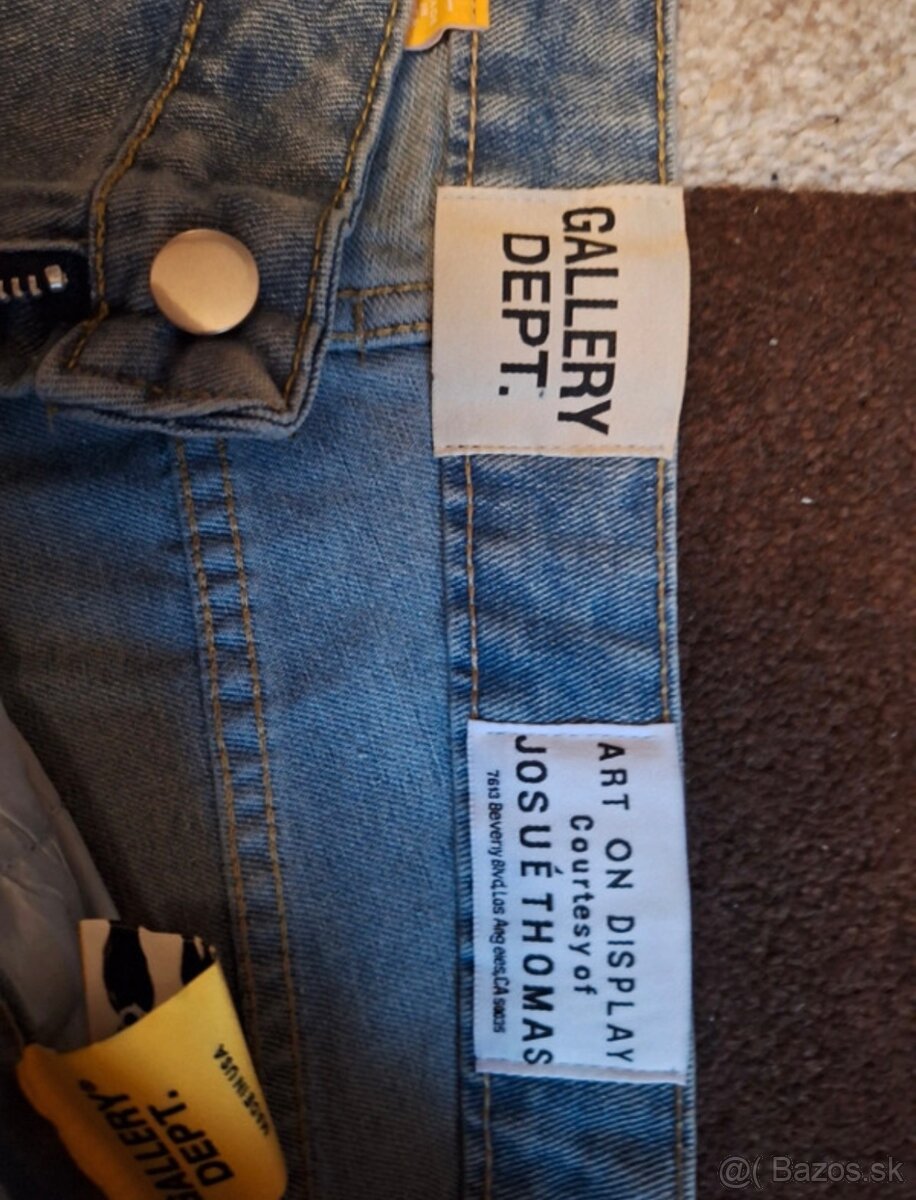 GALLERY
DEPT.
ART ON DISPLAY
Courtesy of
JOSUÉ THOMAS
7613 Beverly Blvd, Los Angeles, CA
GALLERY®
DEPT.
MADE IN USA
@( Bazos.sk